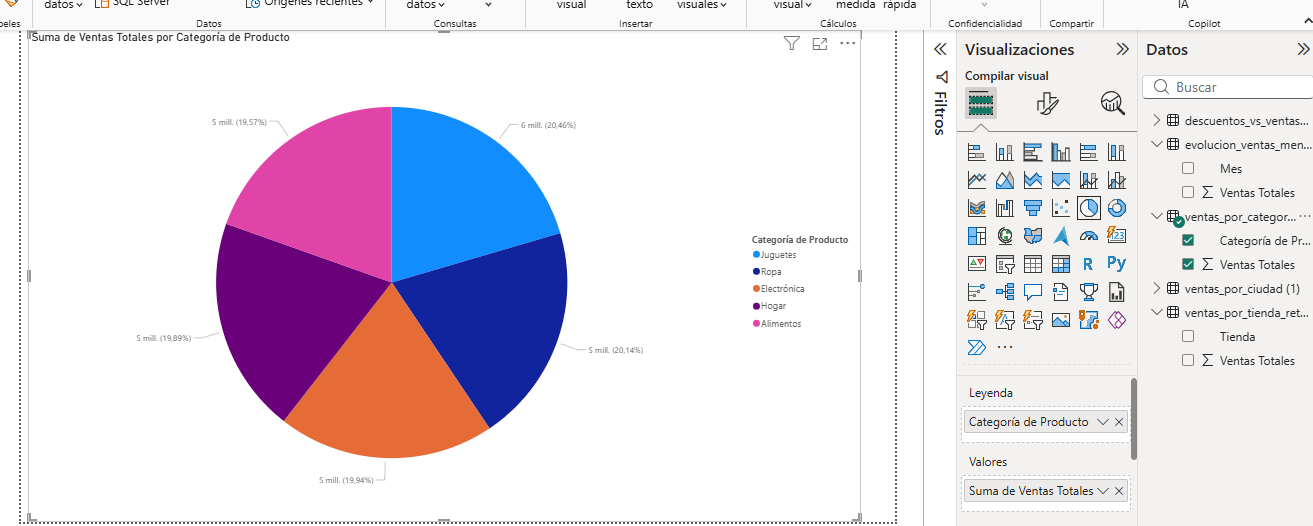 datos
SQL Server
Orígenes recientes
datos
visual
texto
visuales
visual
medida
rápida
IA
Datos
Consultas
Insertar
Cálculos
Confidencialidad
Compartir
Copilot
Suma de Ventas Totales por Categoría de Producto
5 mill. (19,57%)
6 mill. (20,46%)
5 mill. (19,89%)
5 mill. (20,14%)
5 mill. (19,94%)
Categoría de Producto
Juguetes
Ropa
Electrónica
Hogar
Alimentos
Filtros
Visualizaciones
Compilar visual
123
R
Py
...
Leyenda
Categoría de Producto
Valores
Suma de Ventas Totales
Datos
Buscar
descuentos_vs_ventas...
evolucion_ventas_men...
Mes
Σ Ventas Totales
ventas_por_categor...
Categoría de Pr...
Σ Ventas Totales
ventas_por_ciudad (1)
ventas_por_tienda_ret...
Tienda
Σ Ventas Totales